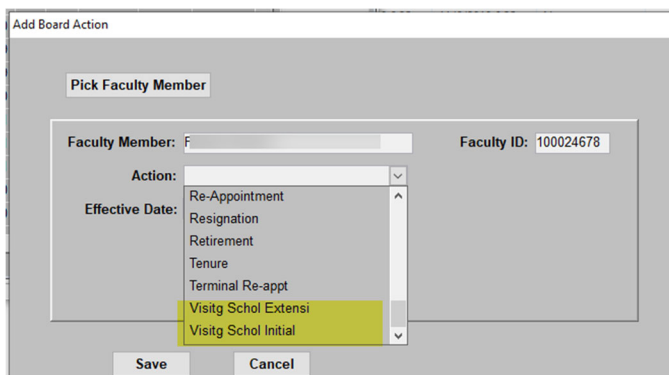 Add Board Action
Pick Faculty Member
Faculty Member: F
Faculty ID: 100024678
Action:
Re-Appointment
Effective Date:
Resignation
Retirement
Tenure
Terminal Re-appt
Visitg Schol Extensi
Visitg Schol Initial
Save Cancel